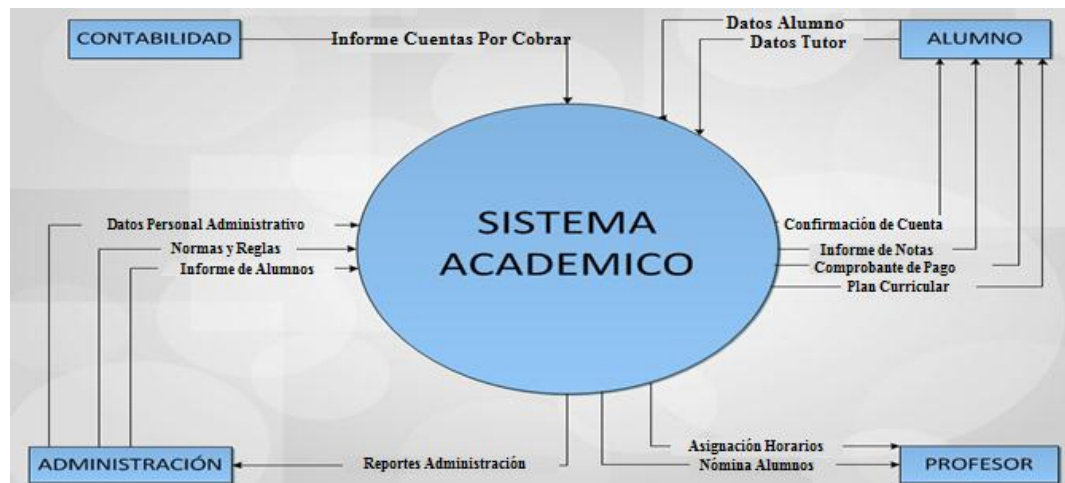 CONTABILIDAD
Informe Cuentas Por Cobrar
Datos Alumno
Datos Tutor
ALUMNO
SISTEMA
ACADEMICO
Datos Personal Administrativo
Normas y Reglas
Informe de Alumnos
Confirmación de Cuenta
Informe de Notas
Comprobante de Pago
Plan Curricular
ADMINISTRACIÓN
Reportes Administración
Asignación Horarios
Nómina Alumnos
PROFESOR